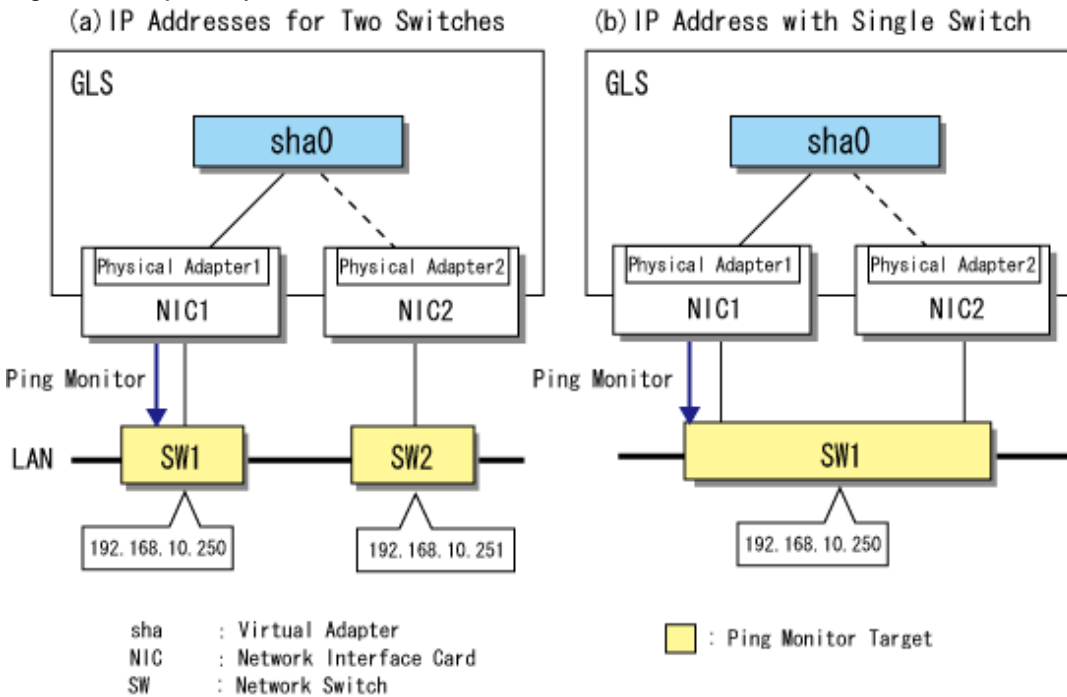 (a)IP Addresses for Two Switches
GLS
sha0
Physical Adapter1
Physical Adapter2
NIC1
NIC2
Ping Monitor
LAN
SW1
SW2
192.168.10.250
192.168.10.251
(b)IP Address with Single Switch
GLS
sha0
Physical Adapter1
Physical Adapter2
NIC1
NIC2
Ping Monitor
SW1
192.168.10.250
sha : Virtual Adapter
NIC : Network Interface Card
SW : Network Switch
: Ping Monitor Target